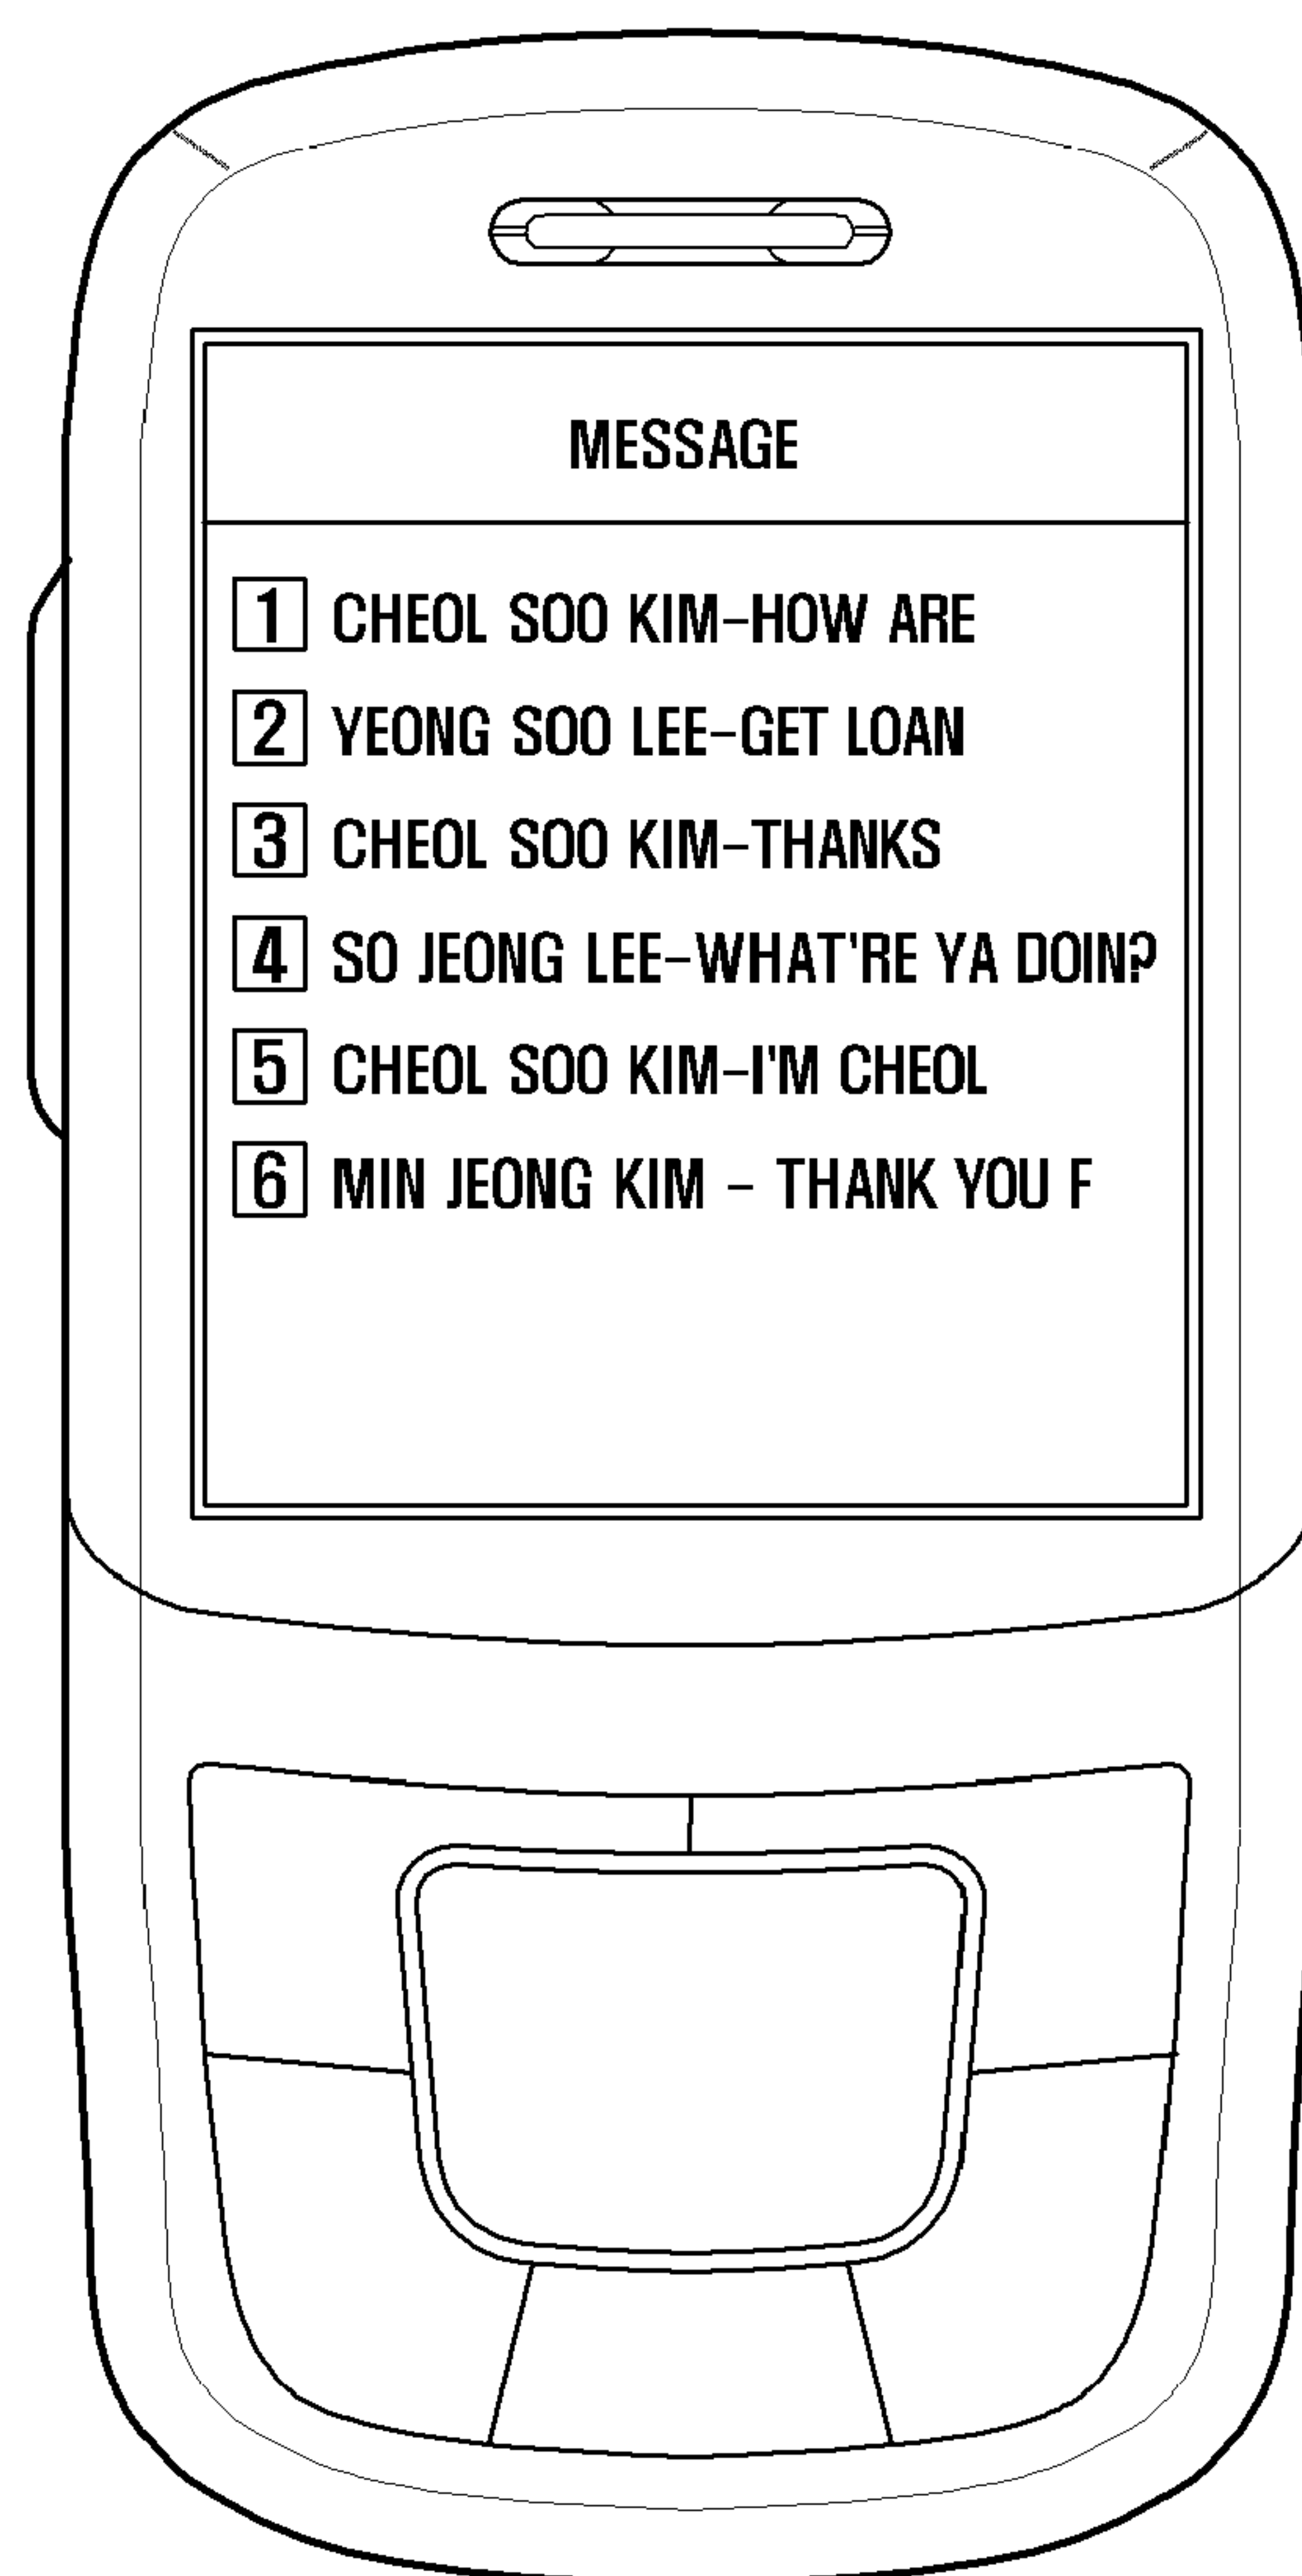 MESSAGE
1 CHEOL SOO KIM-HOW ARE
2 YEONG SOO LEE-GET LOAN
3 CHEOL SOO KIM-THANKS
4 SO JEONG LEE-WHAT'RE YA DOIN?
5 CHEOL SOO KIM-I'M CHEOL
6 MIN JEONG KIM - THANK YOU F